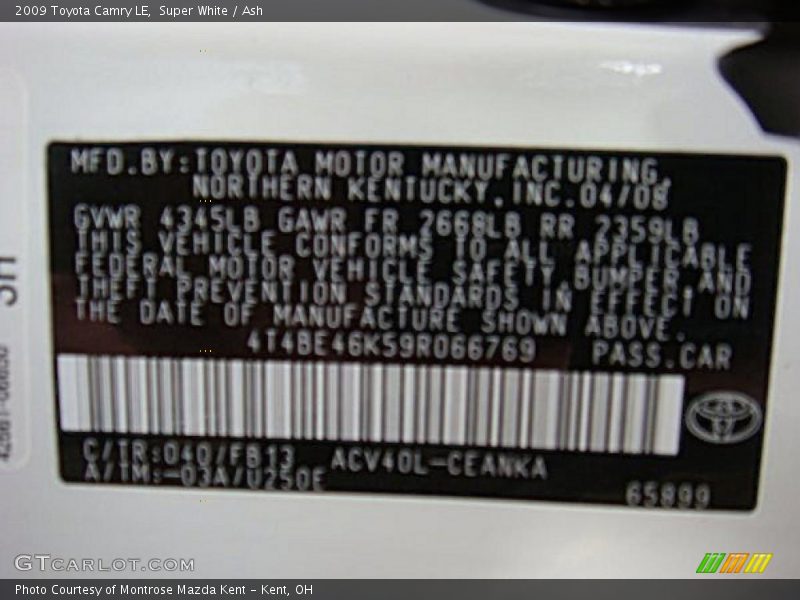 2009 Toyota Camry LE, Super White / Ash
MFD.BY:TOYOTA MOTOR MANUFACTURING,
NORTHERN KENTUCKY,INC.04/08
GVWR 4345LB GAWR FR 2668LB RR 2359LB
THIS VEHICLE CONFORMS TO ALL APPLICABLE
FEDERAL MOTOR VEHICLE SAFETY,BUMPER,AND
THEFT PREVENTION STANDARDS IN EFFECT ON
THE DATE OF MANUFACTURE SHOWN ABOVE.
4T4BE46K59R066769 PASS.CAR
C/TR:040/FB13 ACV40L-CEANKA
A/TM:-03A/U250E
65899
GTCARLOT.COM
Photo Courtesy of Montrose Mazda Kent - Kent, OH